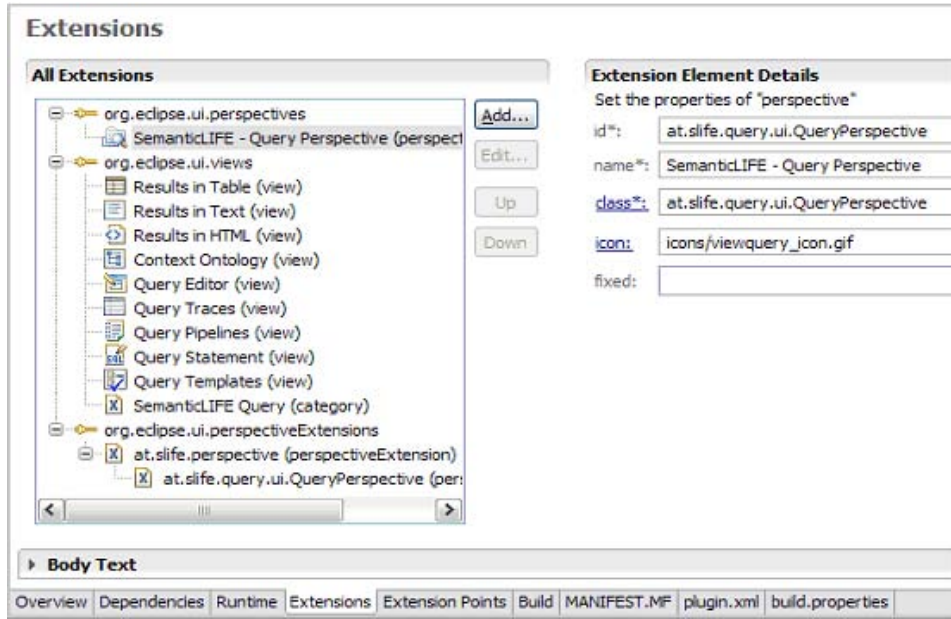 Extensions
All Extensions
org.eclipse.ui.perspectives
SemanticLIFE - Query Perspective (perspect
org.eclipse.ui.views
Results in Table (view)
Results in Text (view)
Results in HTML (view)
Context Ontology (view)
Query Editor (view)
Query Traces (view)
Query Pipelines (view)
Query Statement (view)
Query Templates (view)
SemanticLIFE Query (category)
org.eclipse.ui.perspectiveExtensions
at.slife.perspective (perspectiveExtension)
at.slife.query.ui.QueryPerspective (per
Add...
Edit...
Up
Down
Extension Element Details
Set the properties of "perspective"
id*: at.slife.query.ui.QueryPerspective
name*: SemanticLIFE - Query Perspective
class*: at.slife.query.ui.QueryPerspective
icon: icons/viewquery_icon.gif
fixed:
Body Text
Overview Dependencies Runtime Extensions Extension Points Build MANIFEST.MF plugin.xml build.properties